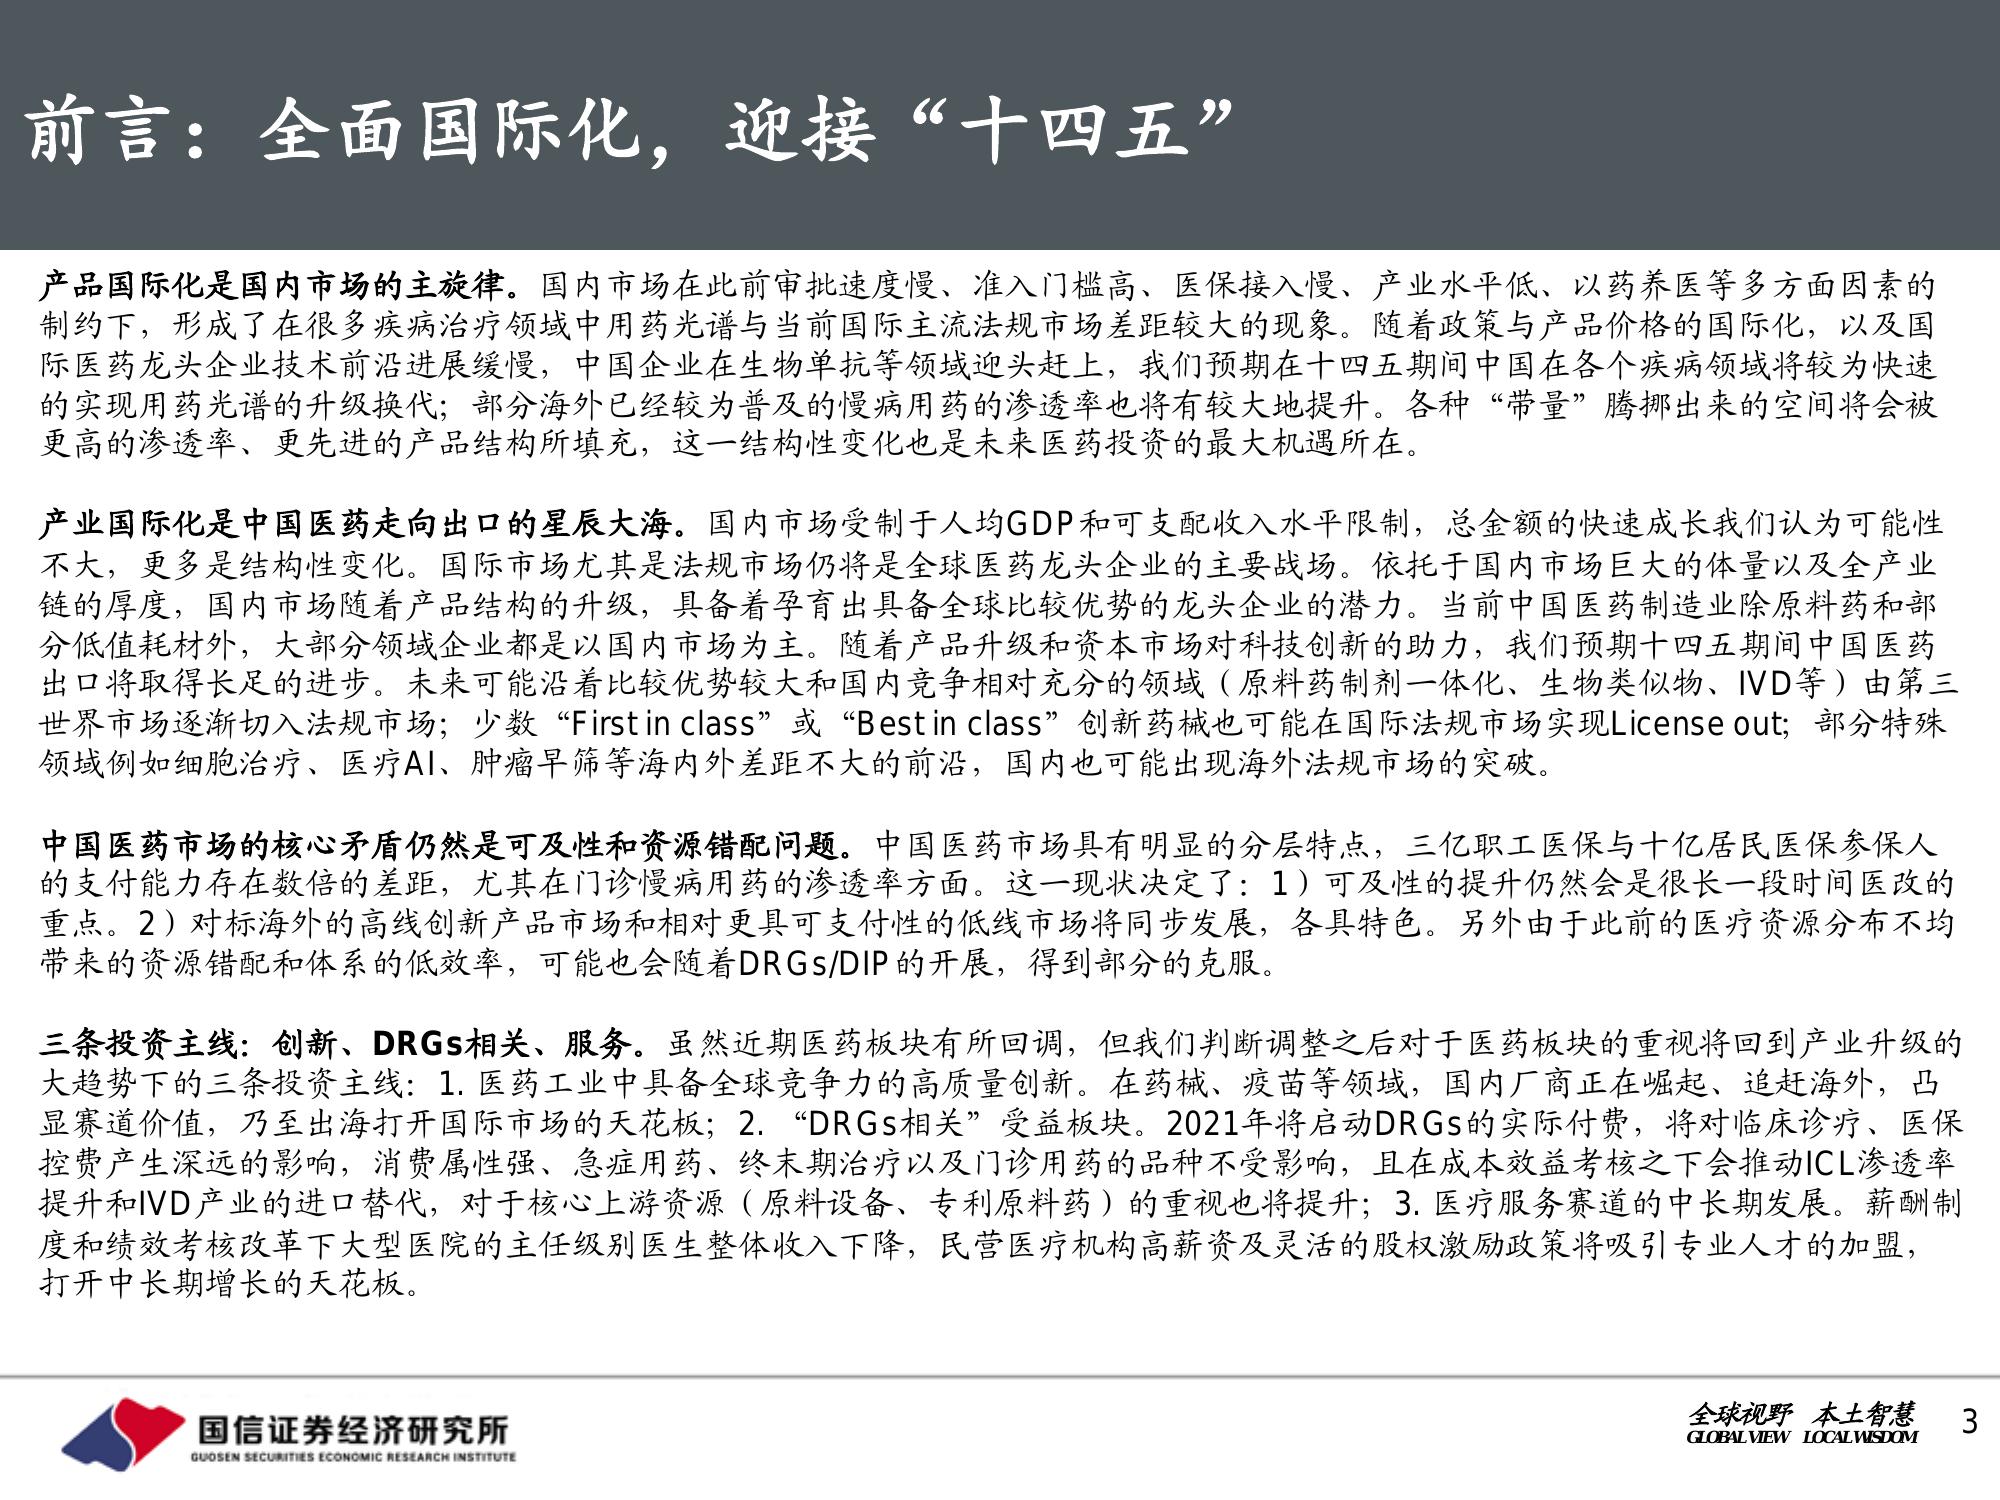 前言：全面国际化，迎接“十四五”
产品国际化是国内市场的主旋律。国内市场在此前审批速度慢、准入门槛高、医保接入慢、产业水平低、以药养医等多方面因素的
制约下，形成了在很多疾病治疗领域中用药光谱与当前国际主流法规市场差距较大的现象。随着政策与产品价格的国际化，以及国
际医药龙头企业技术前沿进展缓慢，中国企业在生物单抗等领域迎头赶上，我们预期在十四五期间中国在各个疾病领域将较为快速
的实现用药光谱的升级换代；部分海外已经较为普及的慢病用药的渗透率也将有较大地提升。各种“带量”腾挪出来的空间将会被
更高的渗透率、更先进的产品结构所填充，这一结构性变化也是未来医药投资的最大机遇所在。
产业国际化是中国医药走向出口的星辰大海。国内市场受制于人均GDP和可支配收入水平限制，总金额的快速成长我们认为可能性
不大，更多是结构性变化。国际市场尤其是法规市场仍将是全球医药龙头企业的主要战场。依托于国内市场巨大的体量以及全产业
链的厚度，国内市场随着产品结构的升级，具备着孕育出具备全球比较优势的龙头企业的潜力。当前中国医药制造业除原料药和部
分低值耗材外，大部分领域企业都是以国内市场为主。随着产品升级和资本市场对科技创新的助力，我们预期十四五期间中国医药
出口将取得长足的进步。未来可能沿着比较优势较大和国内竞争相对充分的领域（原料药制剂一体化、生物类似物、IVD等）由第三
世界市场逐渐切入法规市场；少数“First in class”或“Best in class”创新药械也可能在国际法规市场实现License out；部分特殊
领域例如细胞治疗、医疗AI、肿瘤早筛等海内外差距不大的前沿，国内也可能出现海外法规市场的突破。
中国医药市场的核心矛盾仍然是可及性和资源错配问题。中国医药市场具有明显的分层特点，三亿职工医保与十亿居民医保参保人
的支付能力存在数倍的差距，尤其在门诊慢病用药的渗透率方面。这一现状决定了：1）可及性的提升仍然会是很长一段时间医改的
重点。2）对标海外的高线创新产品市场和相对更具可支付性的低线市场将同步发展，各具特色。另外由于此前的医疗资源分布不均
带来的资源错配和体系的低效率，可能也会随着DRGs/DIP的开展，得到部分的克服。
三条投资主线：创新、DRGs相关、服务。虽然近期医药板块有所回调，但我们判断调整之后对于医药板块的重视将回到产业升级的
大趋势下的三条投资主线：1. 医药工业中具备全球竞争力的高质量创新。在药械、疫苗等领域，国内厂商正在崛起、追赶海外，凸
显赛道价值，乃至出海打开国际市场的天花板；2. “DRGs相关”受益板块。2021年将启动DRGs的实际付费，将对临床诊疗、医保
控费产生深远的影响，消费属性强、急症用药、终末期治疗以及门诊用药的品种不受影响，且在成本效益考核之下会推动ICL渗透率
提升和IVD产业的进口替代，对于核心上游资源（原料设备、专利原料药）的重视也将提升；3. 医疗服务赛道的中长期发展。薪酬制
度和绩效考核改革下大型医院的主任级别医生整体收入下降，民营医疗机构高薪资及灵活的股权激励政策将吸引专业人才的加盟，
打开中长期增长的天花板。
国信证券经济研究所
GUOSEN SECURITIES ECONOMIC RESEARCH INSTITUTE
全球视野 本土智慧
GLOBAL VIEW LOCAL WISDOM
3